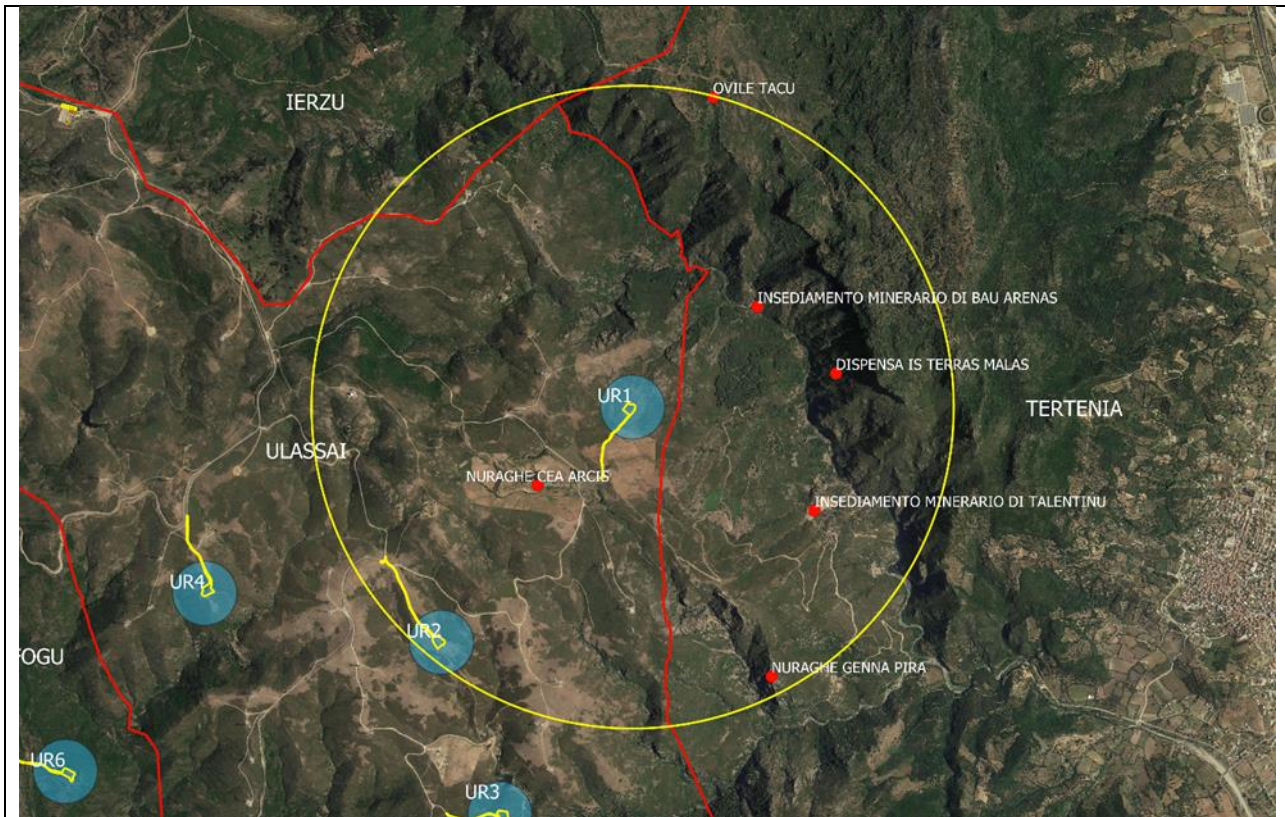 OVILE TACU
IERZU
INSEDIAMENTO MINERARIO DI BAU ARENAS
DISPENSA IS TERRAS MALAS
UR1
TERTENIA
ULASSAI
NURAGHE CEA ARCIS
INSEDIAMENTO MINERARIO DI TALENTINU
UR4
UR2
FOGU
NURAGHE GENNA PIRA
UR6
UR3